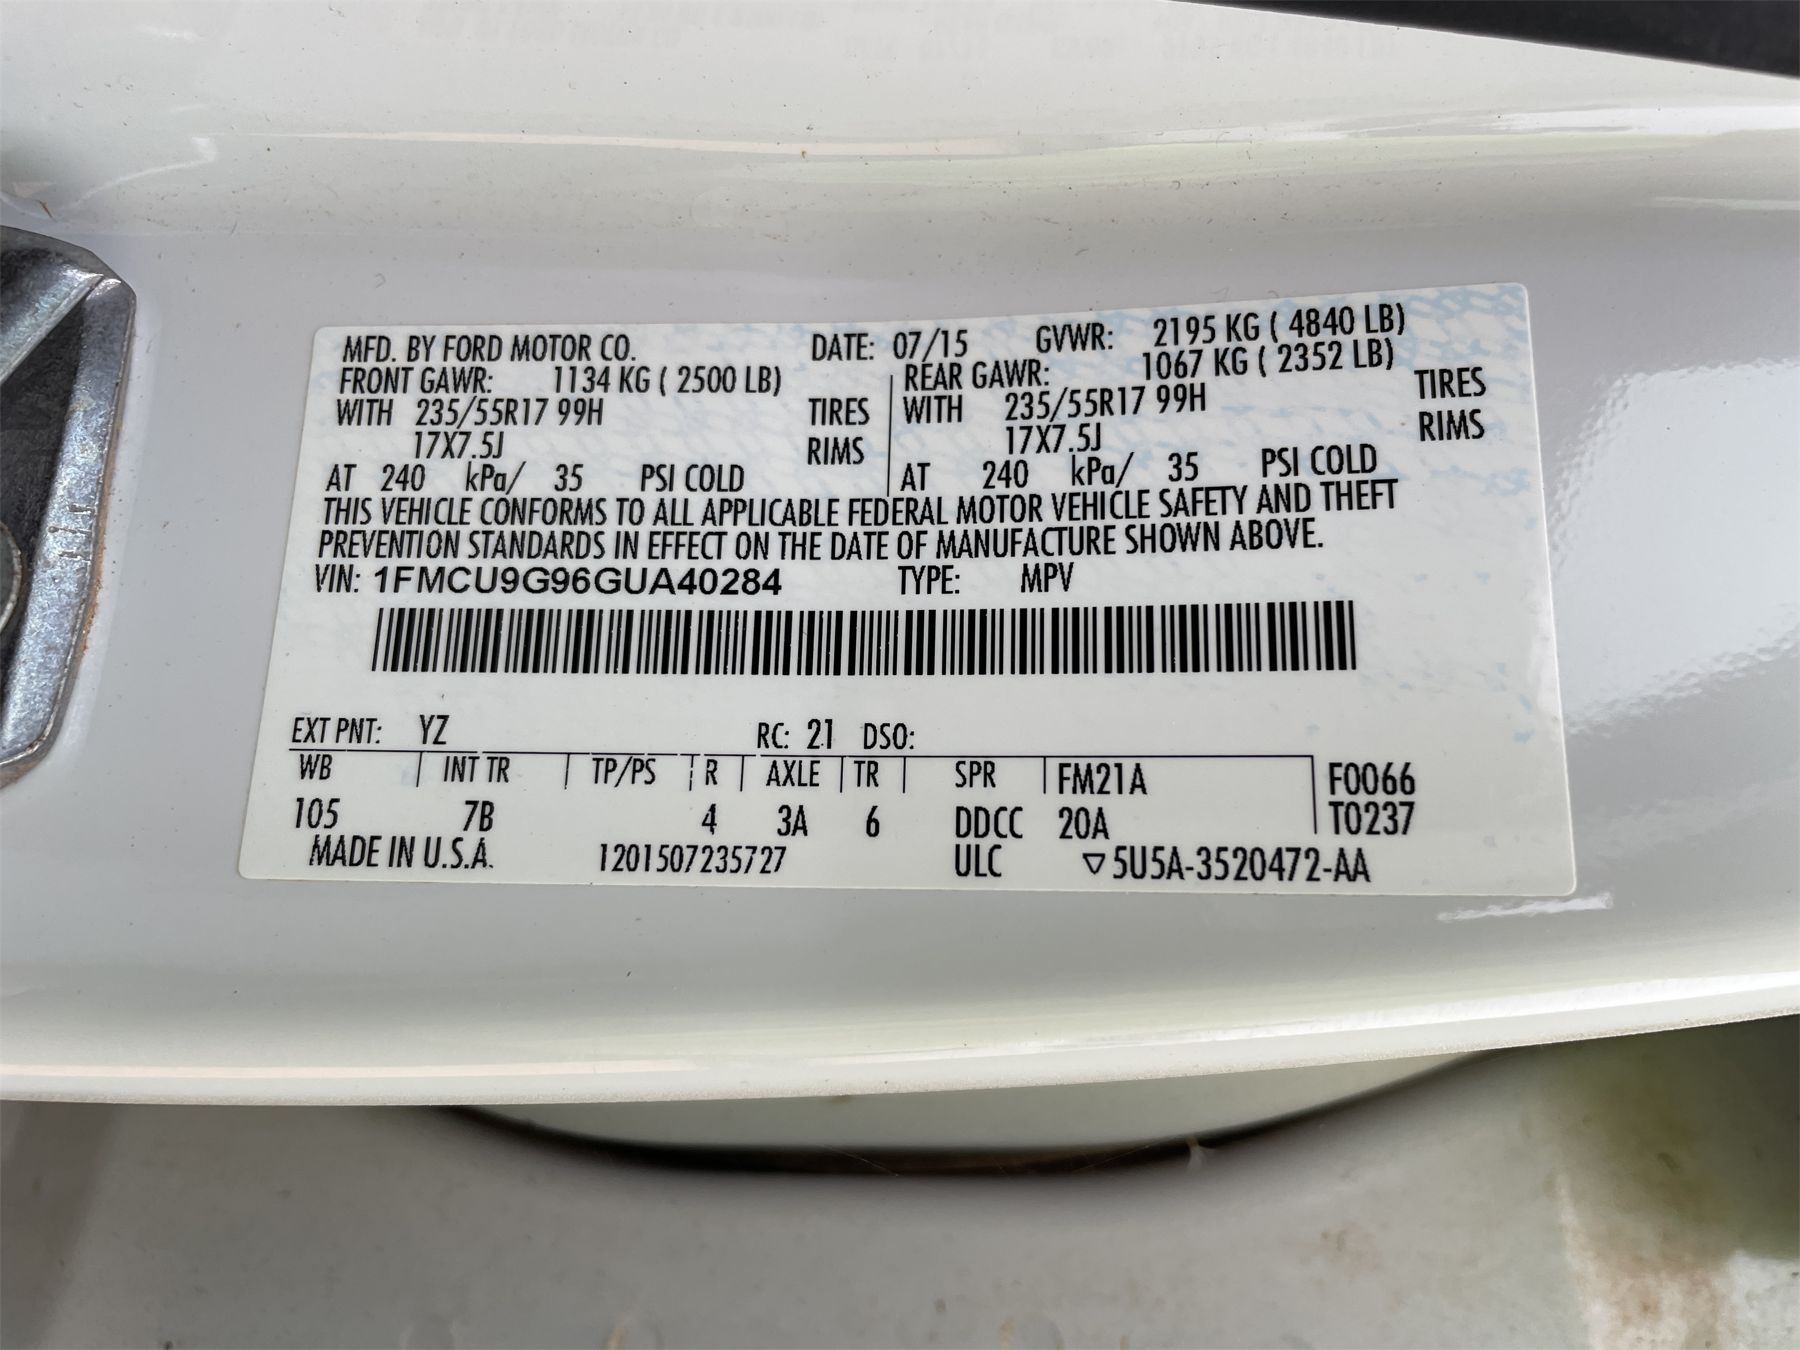 MFD. BY FORD MOTOR CO. DATE: 07/15 GVWR: 2195 KG ( 4840 LB)
FRONT GAWR: 1134 KG ( 2500 LB) REAR GAWR: 1067 KG ( 2352 LB)
WITH 235/55R17 99H TIRES WITH 235/55R17 99H TIRES
17X7.5J RIMS 17X7.5J RIMS
AT 240 kPa/ 35 PSI COLD AT 240 kPa/ 35 PSI COLD
THIS VEHICLE CONFORMS TO ALL APPLICABLE FEDERAL MOTOR VEHICLE SAFETY AND THEFT
PREVENTION STANDARDS IN EFFECT ON THE DATE OF MANUFACTURE SHOWN ABOVE.
VIN: 1FMCU9G96GUA40284 TYPE: MPV
EXT PNT: YZ RC: 21 DSO:
WB INT TR TP/PS R AXLE TR SPR FM21A F0066
105 7B 4 3A 6 DDCC 20A T0237
MADE IN U.S.A. 1201507235727 ULC ▽5U5A-3520472-AA